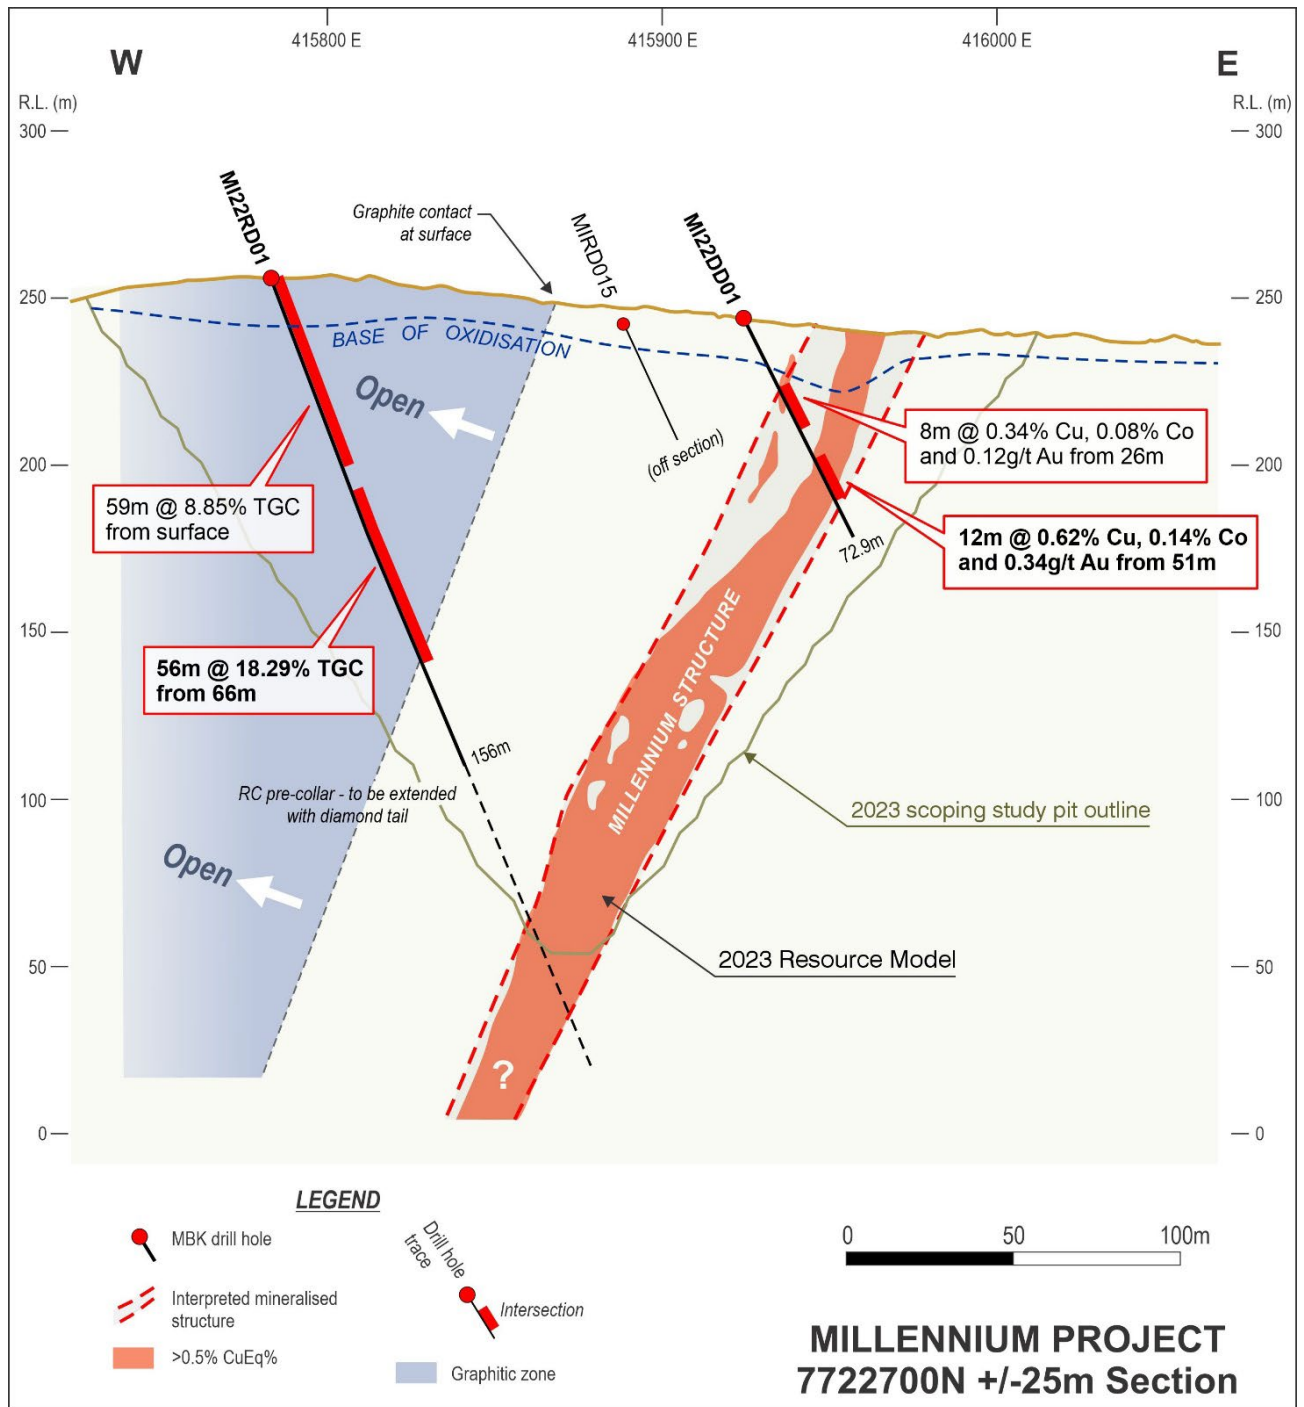 415800 E
415900 E
416000 E
W
E
R.L. (m)
R.L. (m)
300
300
MI22RD01
Graphite contact
at surface
MIRD015
MI22DD01
250
250
BASE OF OXIDISATION
Open
(off section)
8m @ 0.34% Cu, 0.08% Co
and 0.12g/t Au from 26m
200
200
59m @ 8.85% TGC
from surface
12m @ 0.62% Cu, 0.14% Co
and 0.34g/t Au from 51m
72.9m
150
150
MILLENNIUM STRUCTURE
56m @ 18.29% TGC
from 66m
156m
RC pre-collar - to be extended
with diamond tail
100
100
2023 scoping study pit outline
Open
50
50
2023 Resource Model
?
0
0
LEGEND
MBK drill hole
Drill hole
trace
Intersection
Interpreted mineralised
structure
>0.5% CuEq%
Graphitic zone
0
50
100m
MILLENNIUM PROJECT
7722700N +/-25m Section